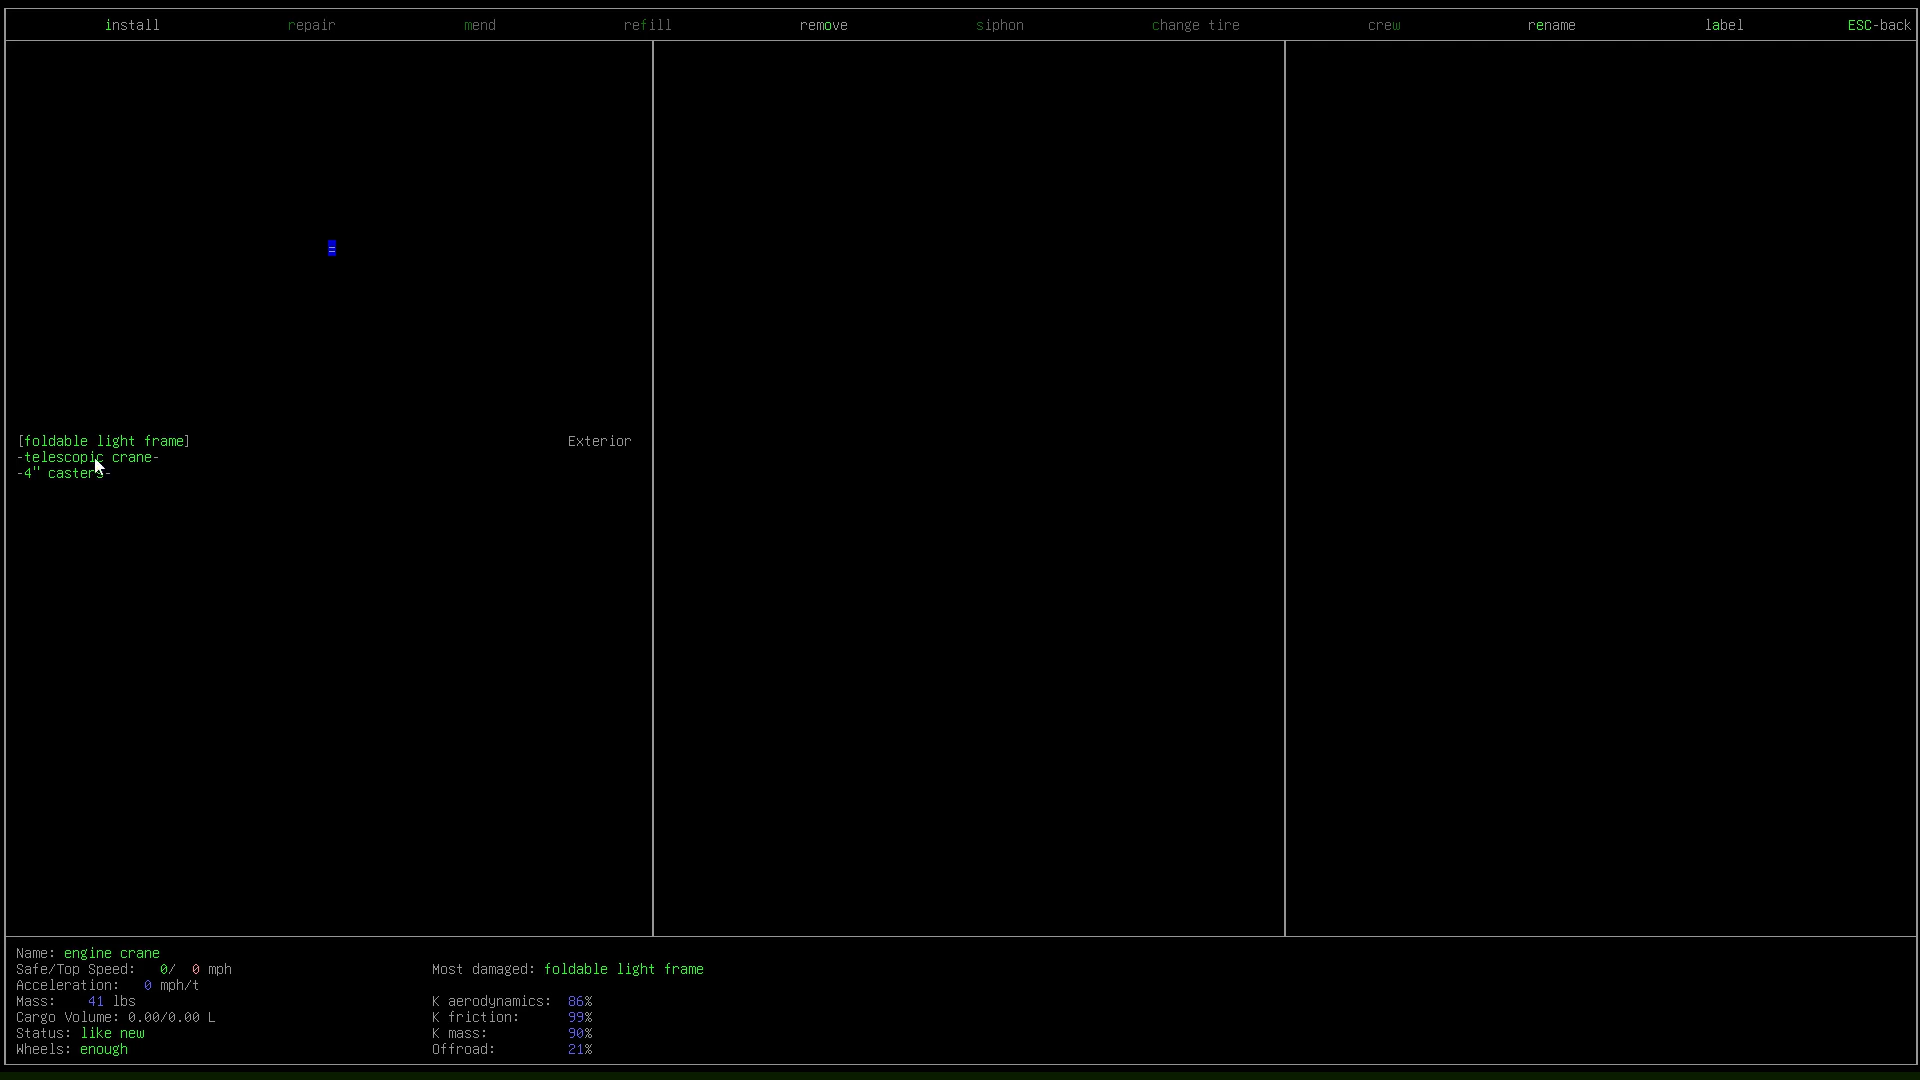 install repair mend refill remove siphon change tire crew rename label ESC-back
=
[foldable light frame] Exterior
-telescopic crane-
-4" casters-
Name: engine crane
Safe/Top Speed: 0/ 0 mph Most damaged: foldable light frame
Acceleration: 0 mph/t
Mass: 41 lbs K aerodynamics: 86%
Cargo Volume: 0.00/0.00 L K friction: 99%
Status: like new K mass: 90%
Wheels: enough Offroad: 21%